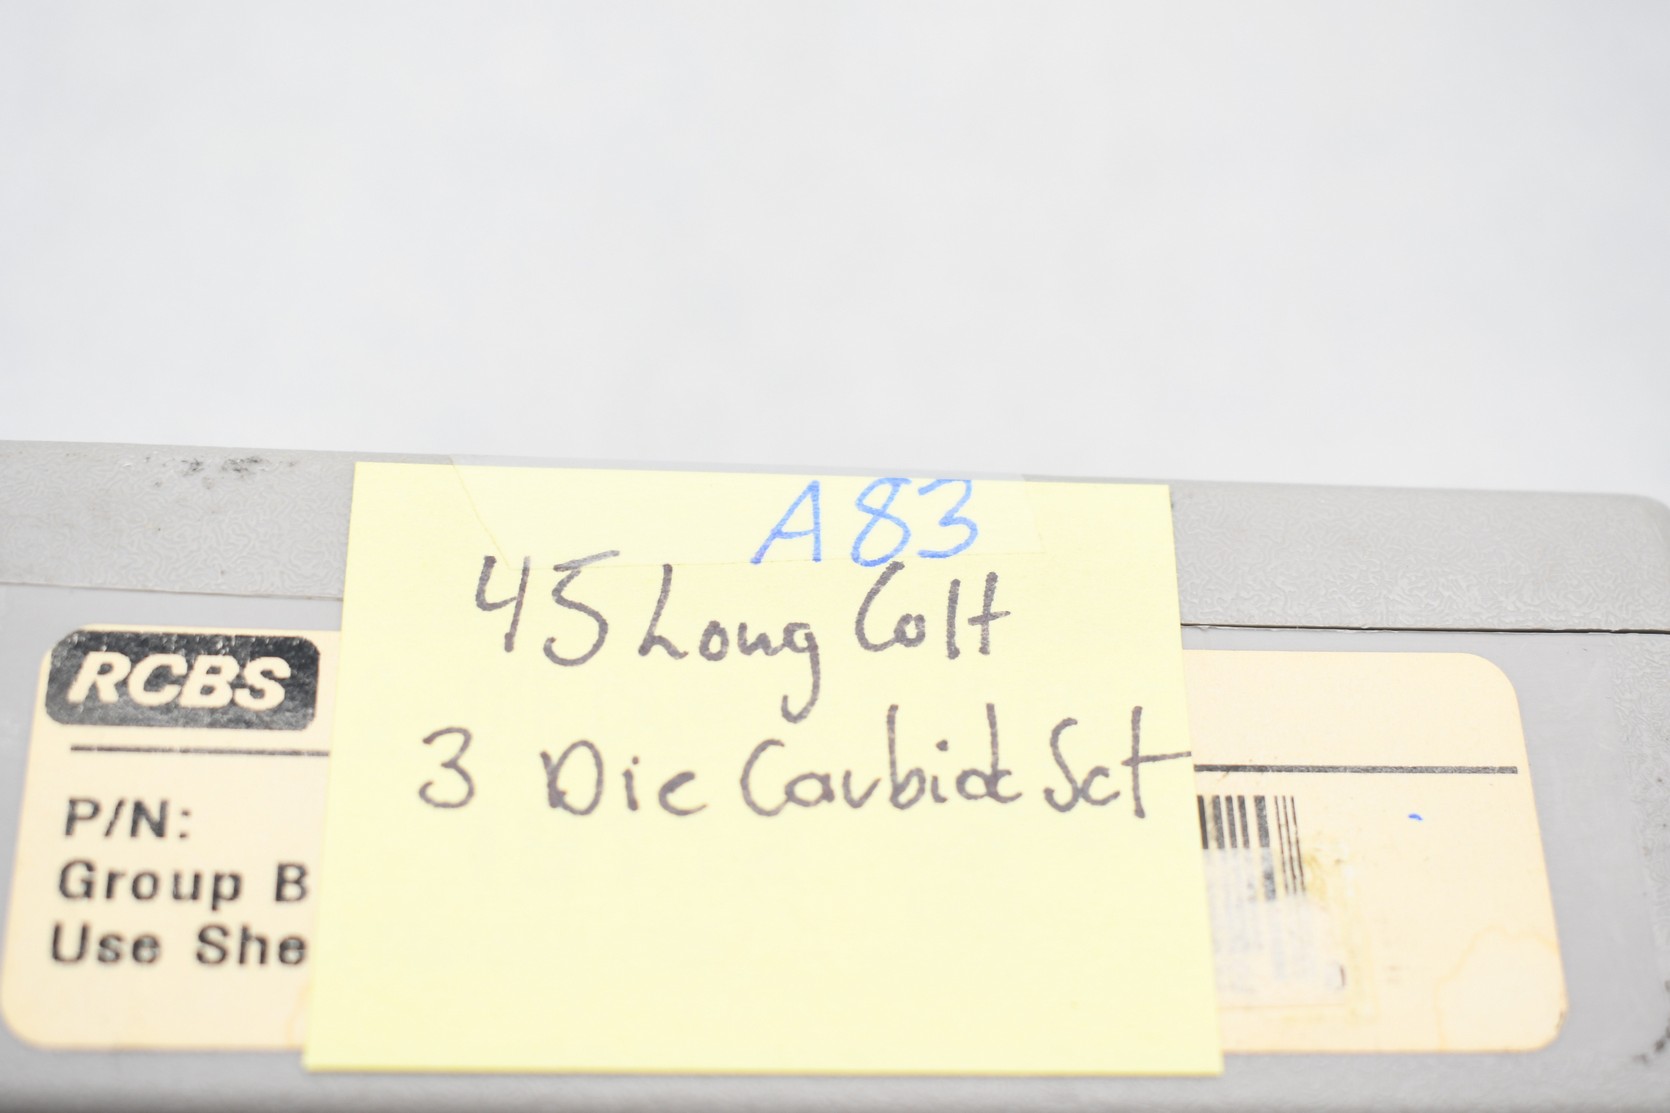 A83
45 Long Colt
3 Die Carbide Set
RCBS
P/N:
Group B
Use She